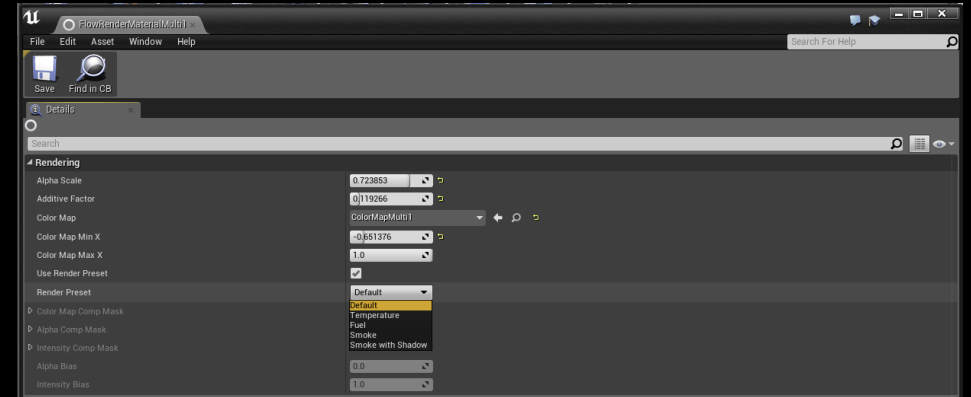 FlowRenderMaterialMulti1
File Edit Asset Window Help
Search For Help
Save Find in CB
Details
Search
Rendering
Alpha Scale 0.723853
Additive Factor 0.119266
Color Map ColorMapMulti1
Color Map Min X -0.651376
Color Map Max X 1.0
Use Render Preset
Render Preset Default
Default
Temperature
Fuel
Smoke
Smoke with Shadow
Color Map Comp Mask
Alpha Comp Mask
Intensity Comp Mask
Alpha Bias 0.0
Intensity Bias 1.0